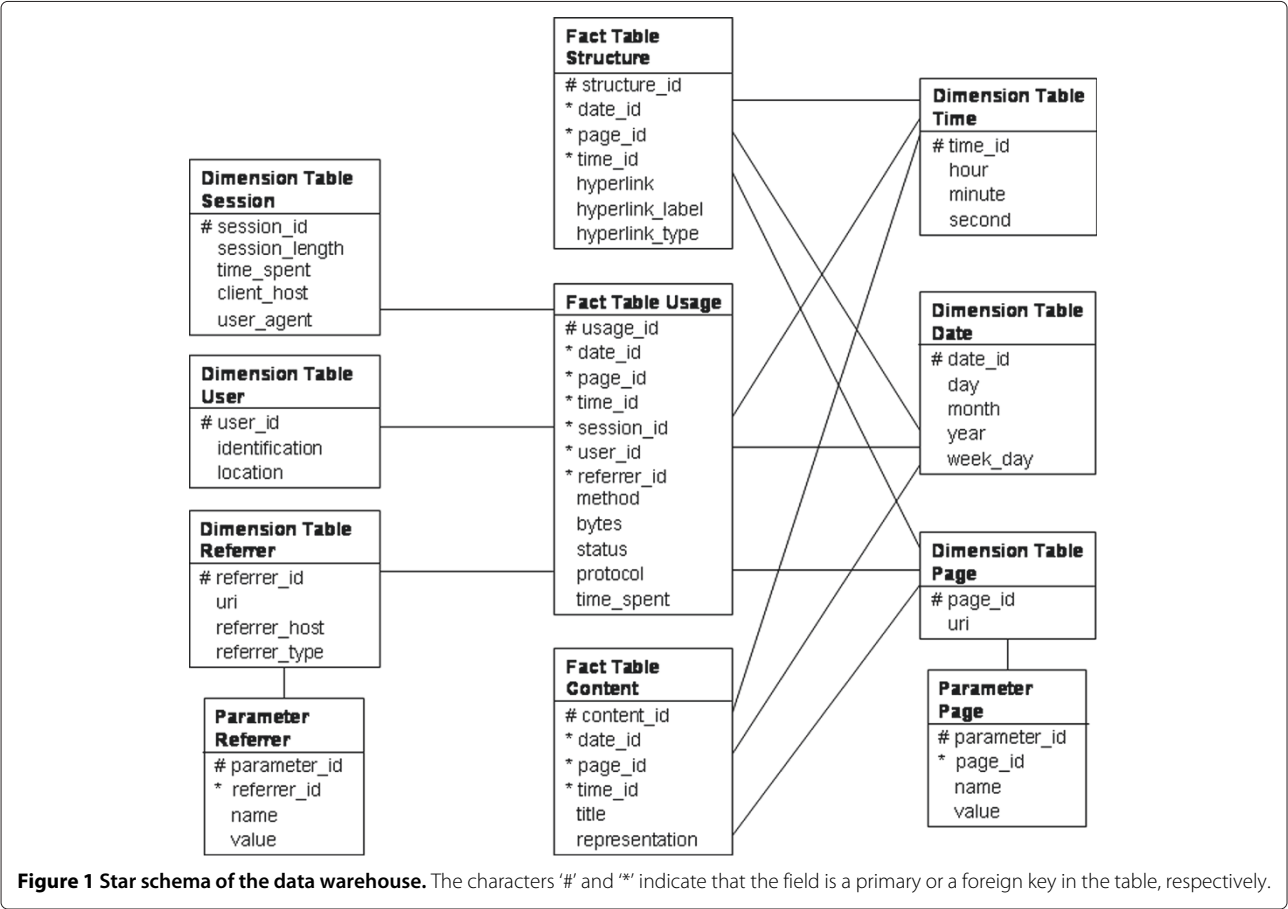 Fact Table
Structure
# structure_id
* date_id
* page_id
* time_id
hyperlink
hyperlink_label
hyperlink_type
Dimension Table
Session
# session_id
session_length
time_spent
client_host
user_agent
Dimension Table
User
# user_id
identification
location
Dimension Table
Referrer
# referrer_id
uri
referrer_host
referrer_type
Parameter
Referrer
# parameter_id
* referrer_id
name
value
Fact Table Usage
# usage_id
* date_id
* page_id
* time_id
* session_id
* user_id
* referrer_id
method
bytes
status
protocol
time_spent
Fact Table
Content
# content_id
* date_id
* page_id
* time_id
title
representation
Dimension Table
Time
# time_id
hour
minute
second
Dimension Table
Date
# date_id
day
month
year
week_day
Dimension Table
Page
# page_id
uri
Parameter
Page
# parameter_id
* page_id
name
value
Figure 1 Star schema of the data warehouse. The characters ‘#’ and ‘*’ indicate that the field is a primary or a foreign key in the table, respectively.